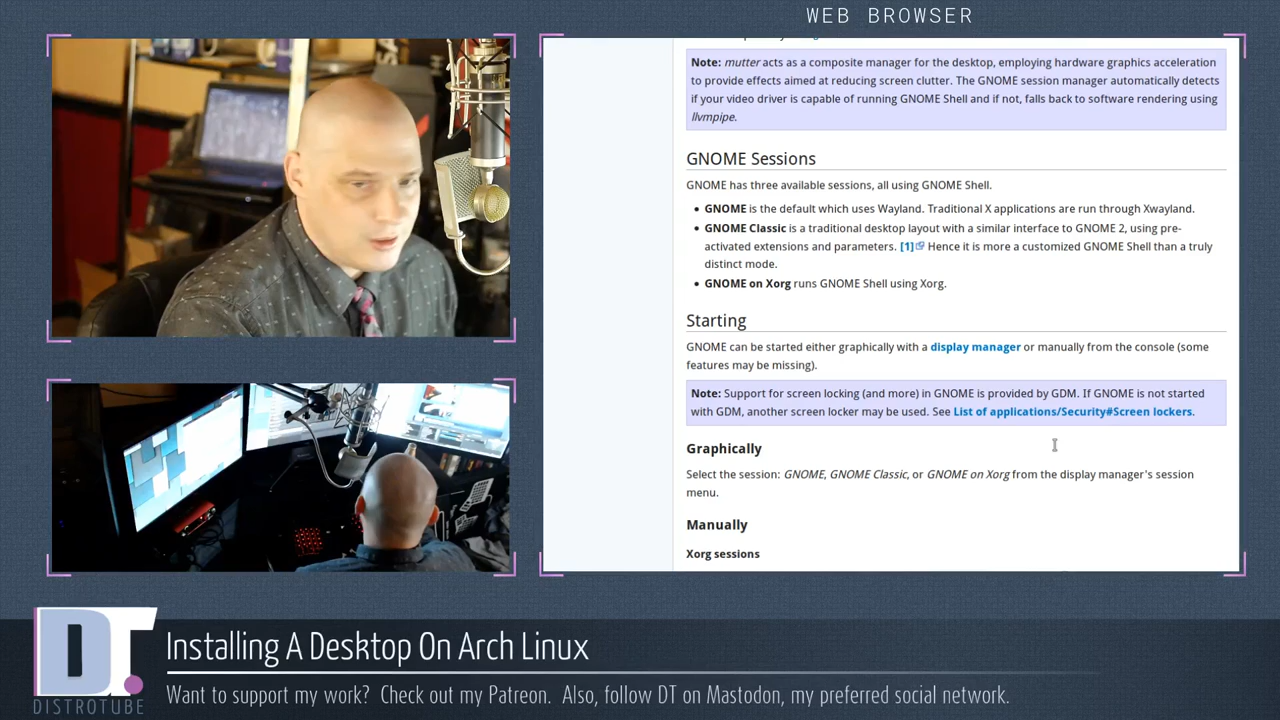 WEB BROWSER
Note: mutter acts as a composite manager for the desktop, employing hardware graphics acceleration
to provide effects aimed at reducing screen clutter. The GNOME session manager automatically detects
if your video driver is capable of running GNOME Shell and if not, falls back to software rendering using
llvmpipe.
GNOME Sessions
GNOME has three available sessions, all using GNOME Shell.
• GNOME is the default which uses Wayland. Traditional X applications are run through Xwayland.
• GNOME Classic is a traditional desktop layout with a similar interface to GNOME 2, using pre-
activated extensions and parameters. [1] Hence it is more a customized GNOME Shell than a truly
distinct mode.
• GNOME on Xorg runs GNOME Shell using Xorg.
Starting
GNOME can be started either graphically with a display manager or manually from the console (some
features may be missing).
Note: Support for screen locking (and more) in GNOME is provided by GDM. If GNOME is not started
with GDM, another screen locker may be used. See List of applications/Security#Screen lockers.
Graphically
Select the session: GNOME, GNOME Classic, or GNOME on Xorg from the display manager's session
menu.
Manually
Xorg sessions
DT
DISTROTUBE
Installing A Desktop On Arch Linux
Want to support my work? Check out my Patreon. Also, follow DT on Mastodon, my preferred social network.